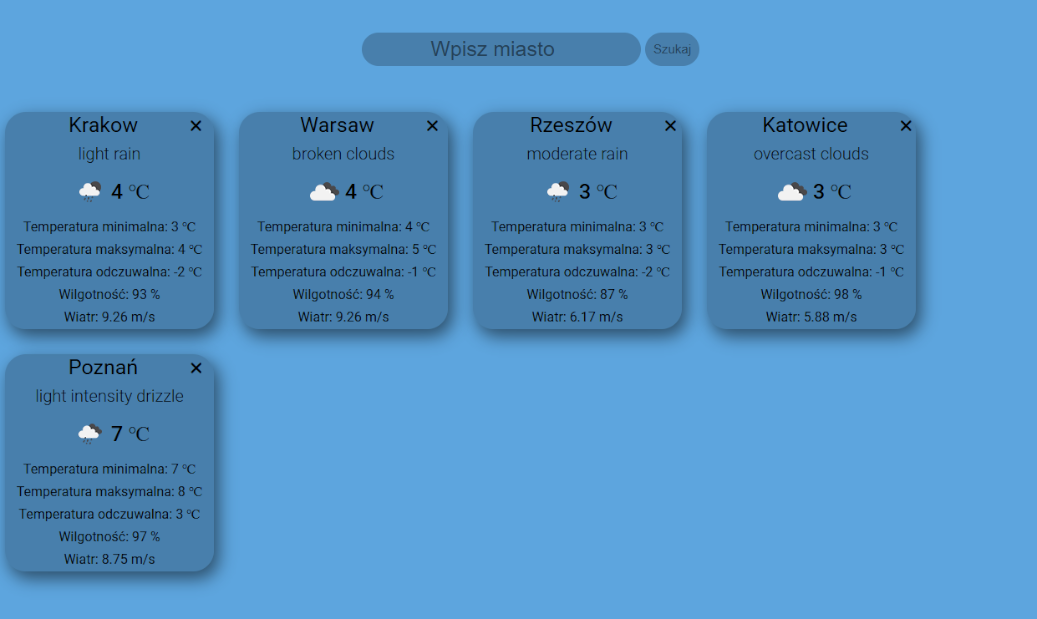 Wpisz miasto
Szukaj
Krakow ✕
light rain
4 °C
Temperatura minimalna: 3 °C
Temperatura maksymalna: 4 °C
Temperatura odczuwalna: -2 °C
Wilgotność: 93 %
Wiatr: 9.26 m/s
Warsaw ✕
broken clouds
4 °C
Temperatura minimalna: 4 °C
Temperatura maksymalna: 5 °C
Temperatura odczuwalna: -1 °C
Wilgotność: 94 %
Wiatr: 9.26 m/s
Rzeszów ✕
moderate rain
3 °C
Temperatura minimalna: 3 °C
Temperatura maksymalna: 3 °C
Temperatura odczuwalna: -2 °C
Wilgotność: 87 %
Wiatr: 6.17 m/s
Katowice ✕
overcast clouds
3 °C
Temperatura minimalna: 3 °C
Temperatura maksymalna: 3 °C
Temperatura odczuwalna: -1 °C
Wilgotność: 98 %
Wiatr: 5.88 m/s
Poznań ✕
light intensity drizzle
7 °C
Temperatura minimalna: 7 °C
Temperatura maksymalna: 8 °C
Temperatura odczuwalna: 3 °C
Wilgotność: 97 %
Wiatr: 8.75 m/s